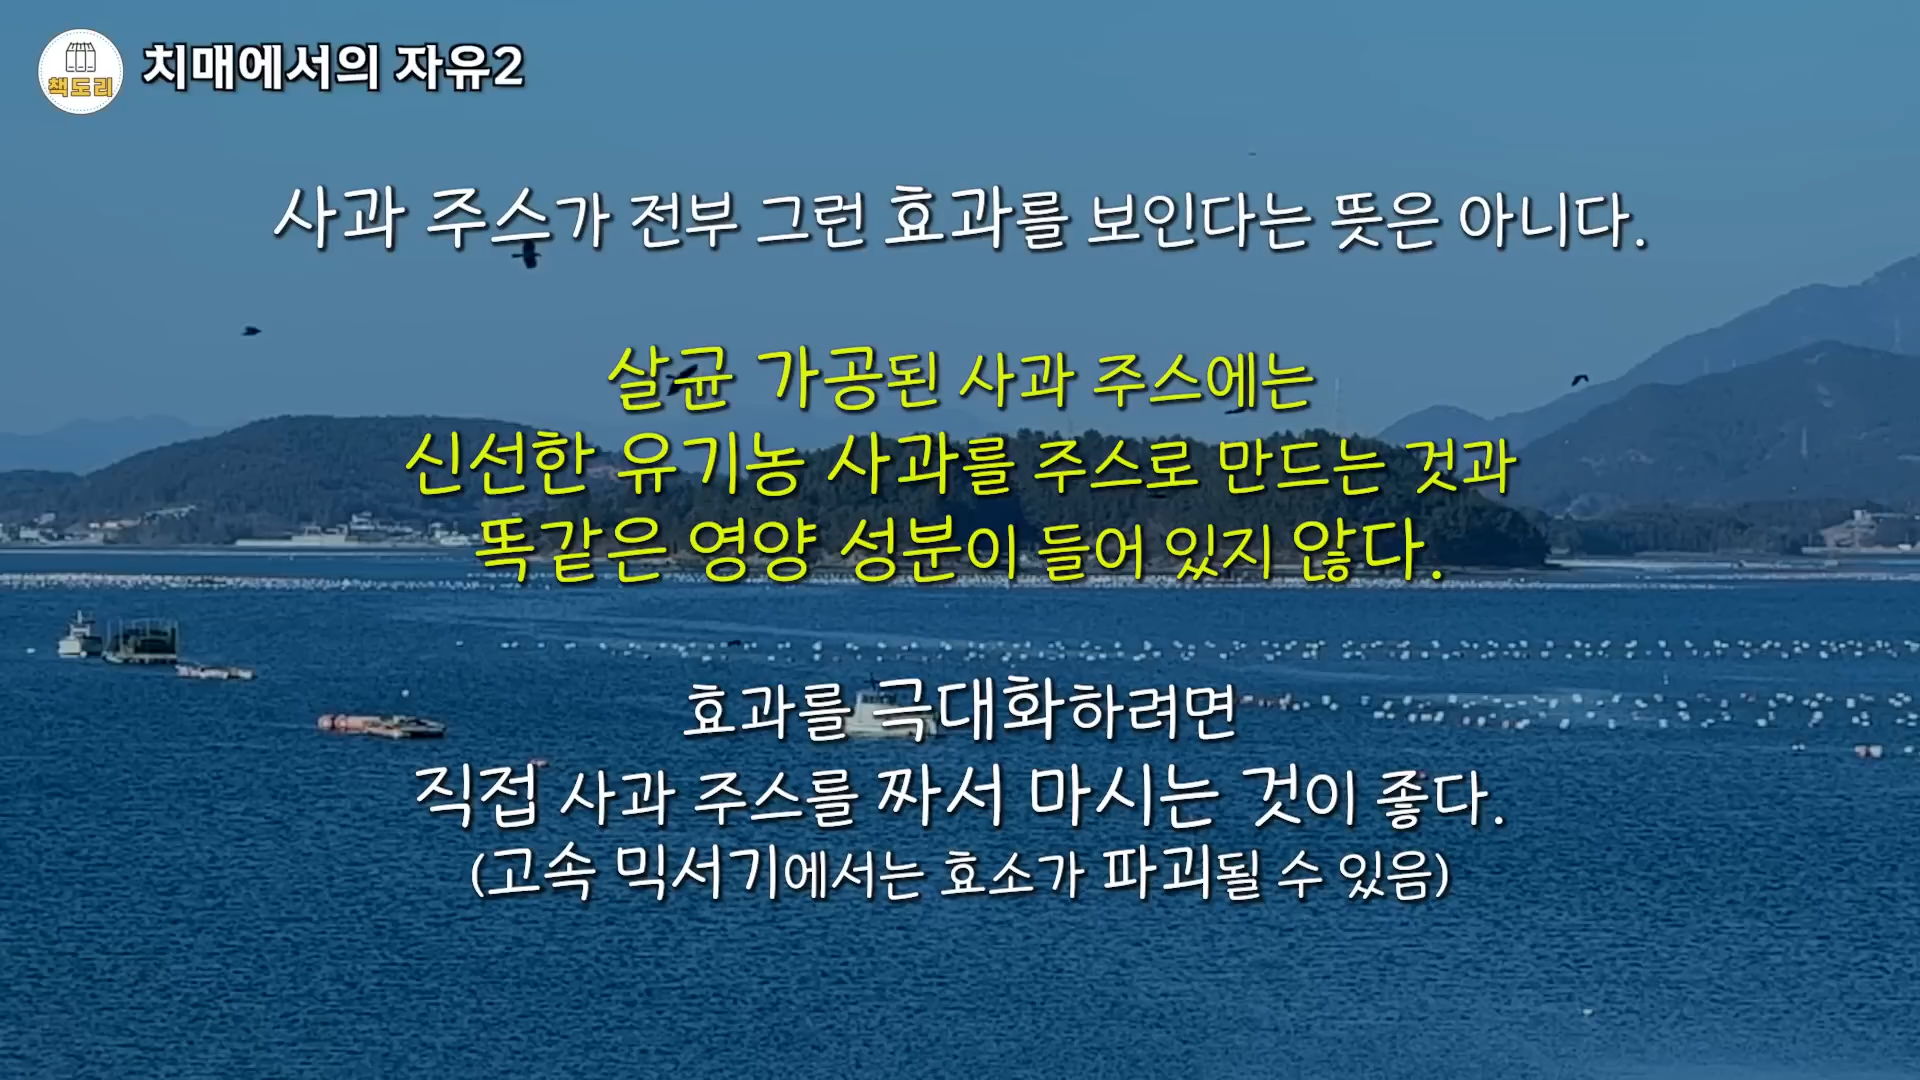 책도리
치매에서의 자유2
사과 주스가 전부 그런 효과를 보인다는 뜻은 아니다.
살균 가공된 사과 주스에는
신선한 유기농 사과를 주스로 만드는 것과
똑같은 영양 성분이 들어 있지 않다.
효과를 극대화하려면
직접 사과 주스를 짜서 마시는 것이 좋다.
(고속 믹서기에서는 효소가 파괴될 수 있음)